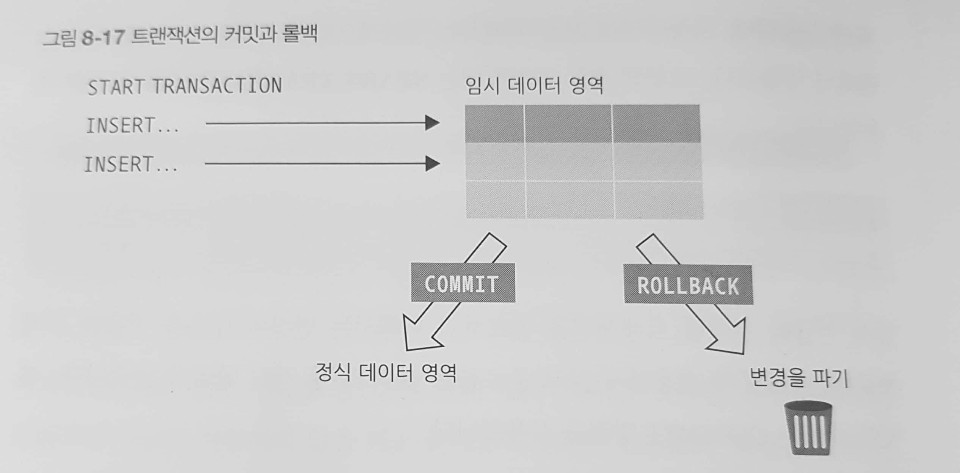 그림 8-17 트랜잭션의 커밋과 롤백
START TRANSACTION
임시 데이터 영역
INSERT...
INSERT...
COMMIT
ROLLBACK
정식 데이터 영역
변경을 파기